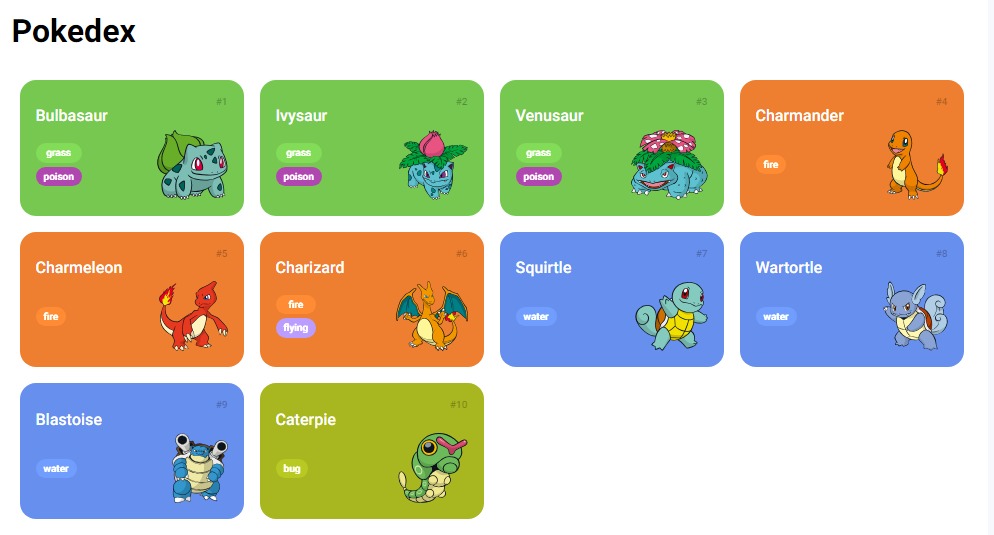 Pokedex
#1
Bulbasaur
grass
poison
#2
Ivysaur
grass
poison
#3
Venusaur
grass
poison
#4
Charmander
fire
#5
Charmeleon
fire
#6
Charizard
fire
flying
#7
Squirtle
water
#8
Wartortle
water
#9
Blastoise
water
#10
Caterpie
bug